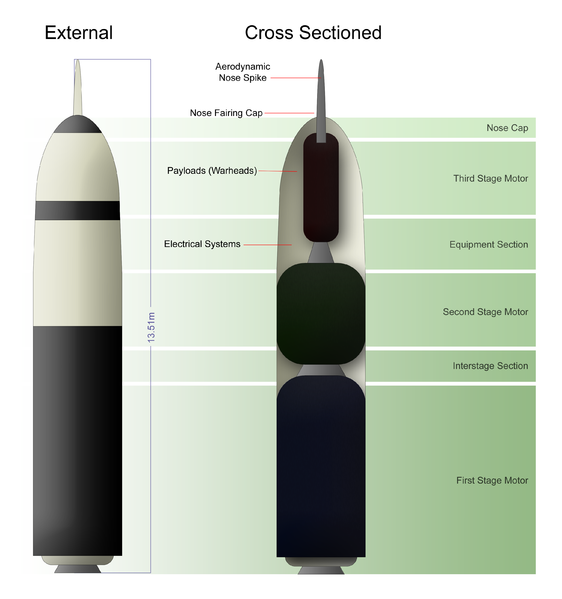 External
Cross Sectioned
Aerodynamic
Nose Spike
Nose Fairing Cap
Nose Cap
Payloads (Warheads)
Third Stage Motor
Electrical Systems
Equipment Section
Second Stage Motor
13.51m
Interstage Section
First Stage Motor